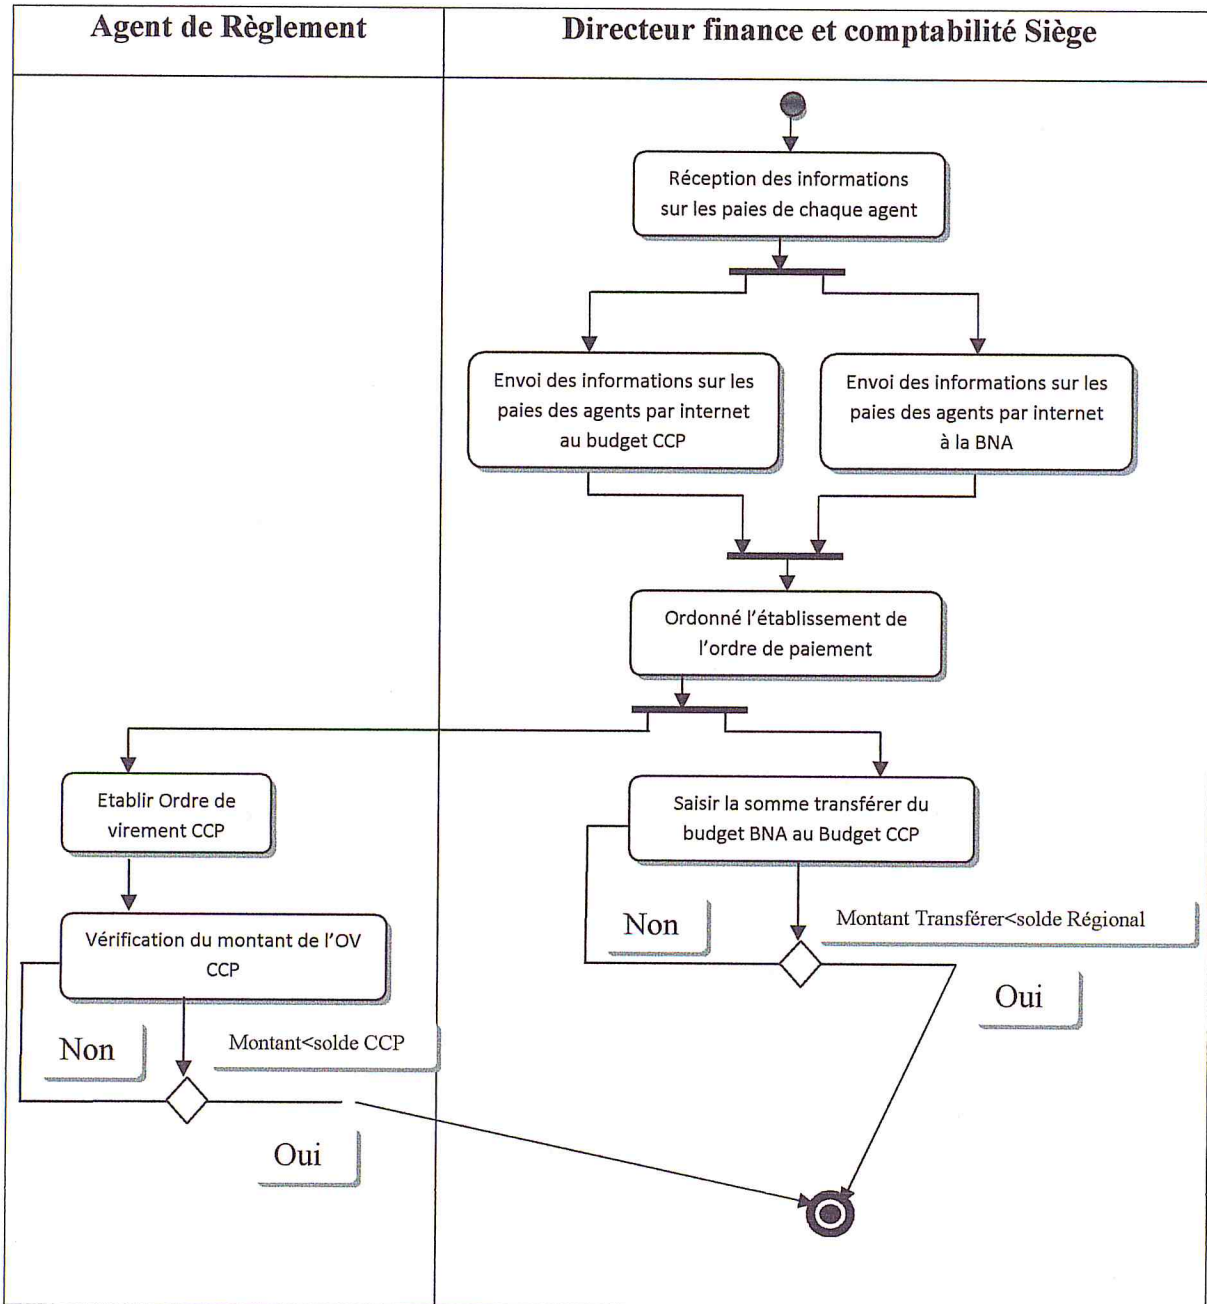 Agent de Règlement
Directeur finance et comptabilité Siège
Réception des informations
sur les paies de chaque agent
Envoi des informations sur les
paies des agents par internet
au budget CCP
Envoi des informations sur les
paies des agents par internet
à la BNA
Ordonné l'établissement de
l'ordre de paiement
Etablir Ordre de
virement CCP
Saisir la somme transférer du
budget BNA au Budget CCP
Non
Montant Transférer<solde Régional
Oui
Vérification du montant de l'OV
CCP
Non
Montant<solde CCP
Oui